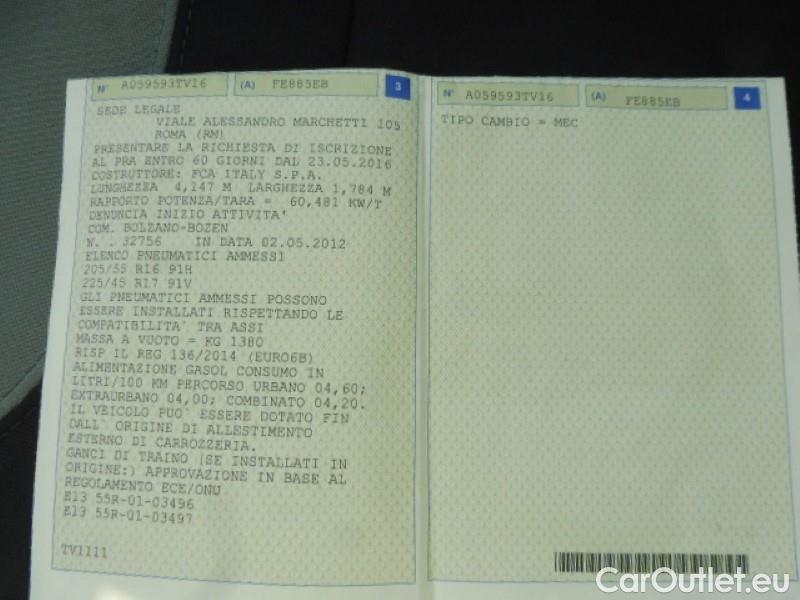 N° A059593TV16 (A) FE885EB 3
SEDE LEGALE
VIALE ALESSANDRO MARCHETTI 105
ROMA (RM)
PRESENTARE LA RICHIESTA DI ISCRIZIONE
AL PRA ENTRO 60 GIORNI DAL 23.05.2016
COSTRUTTORE: FCA ITALY S.P.A.
LUNGHEZZA 4,147 M LARGHEZZA 1,784 M
RAPPORTO POTENZA/TARA = 60,481 KW/T
DENUNCIA INIZIO ATTIVITA'
COM. BOLZANO-BOZEN
N. . 32756 IN DATA 02.05.2012
ELENCO PNEUMATICI AMMESSI
205/55 R16 91H
225/45 R17 91V
GLI PNEUMATICI AMMESSI POSSONO
ESSERE INSTALLATI RISPETTANDO LE
COMPATIBILITA` TRA ASSI
MASSA A VUOTO = KG 1380
RISP IL REG 136/2014 (EURO6B)
ALIMENTAZIONE GASOL CONSUMO IN
LITRI/100 KM PERCORSO URBANO 04,60;
EXTRAURBANO 04,00; COMBINATO 04,20.
IL VEICOLO PUO` ESSERE DOTATO FIN
DALL` ORIGINE DI ALLESTIMENTO
ESTERNO DI CARROZZERIA.
GANCI DI TRAINO (SE INSTALLATI IN
ORIGINE:) APPROVAZIONE IN BASE AL
REGOLAMENTO ECE/ONU
E13 55R-01-03496
E13 55R-01-03497
TV1111
N° A059593TV16 (A) FE885EB 4
TIPO CAMBIO = MEC
CarOutlet.eu